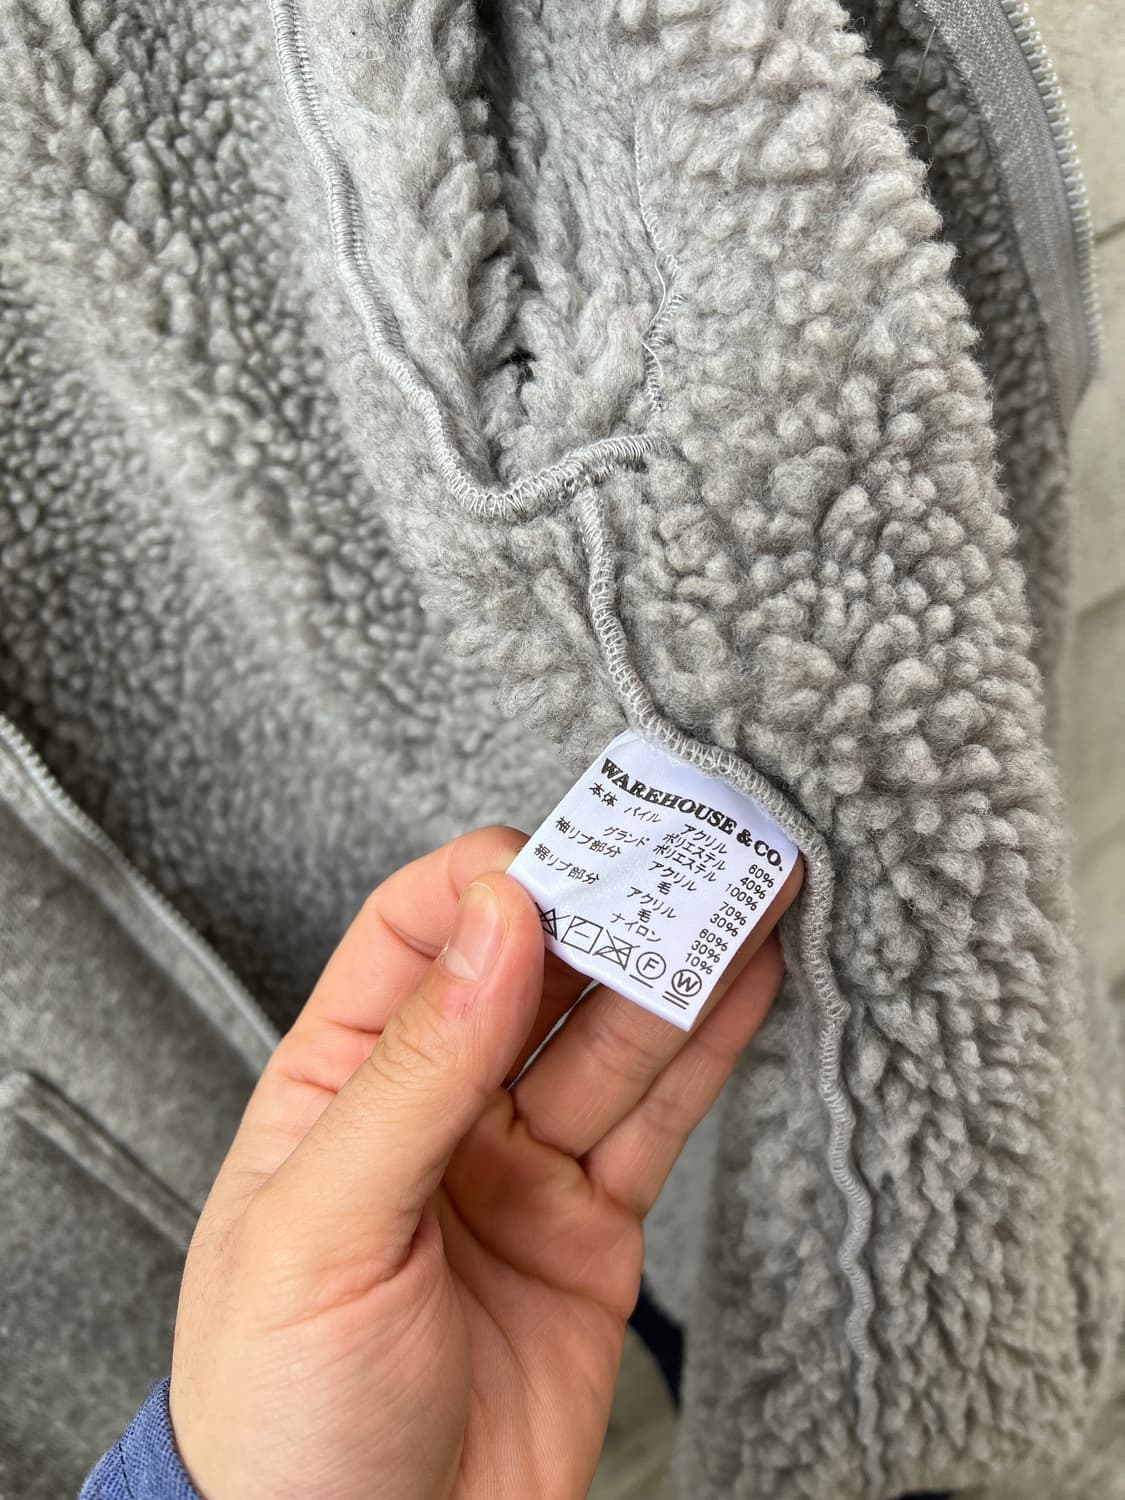 WAREHOUSE & CO.
本体 パイル アクリル 60%
ポリエステル 40%
グランド ポリエステル 100%
袖リブ部分 アクリル 70%
毛 30%
裾リブ部分 アクリル 60%
毛 30%
ナイロン 10%
F W